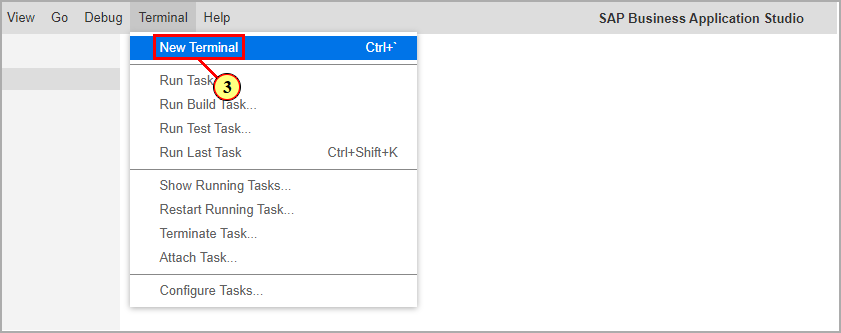 View Go Debug Terminal Help SAP Business Application Studio
New Terminal Ctrl+`
Run Task...
3
Run Build Task...
Run Test Task...
Run Last Task Ctrl+Shift+K
Show Running Tasks...
Restart Running Task...
Terminate Task...
Attach Task...
Configure Tasks...